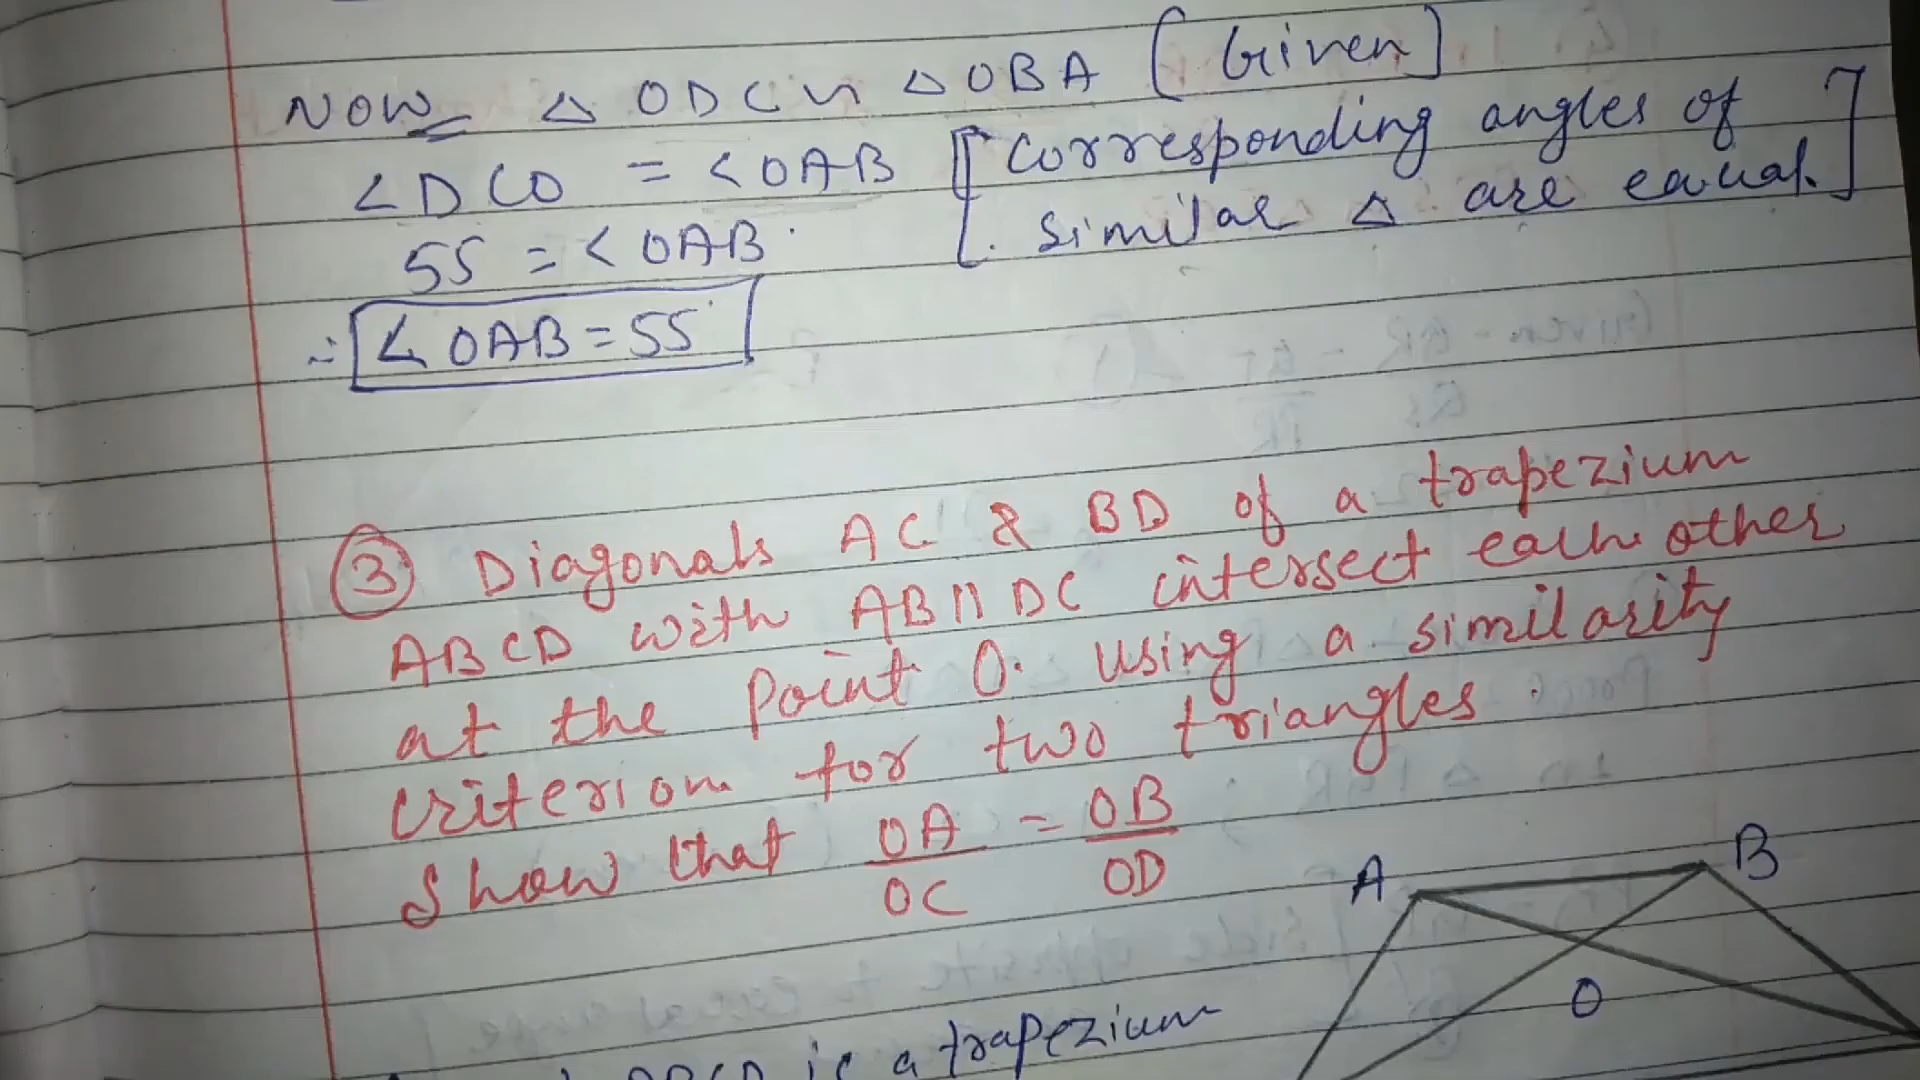 NOW △ ODC ∼ △OBA [Given]
∠DCO = ∠OAB [corresponding angles of
similar △ are equal.]
55 = ∠OAB
∴ ∠OAB = 55
③ Diagonals AC & BD of a trapezium
ABCD with AB || DC intersect each other
at the point O. Using a similarity
criterion for two triangles.
Show that OA/OC = OB/OD
A B
O
ABCD is a trapezium